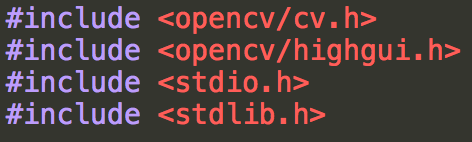 #include <opencv/cv.h>
#include <opencv/highgui.h>
#include <stdio.h>
#include <stdlib.h>